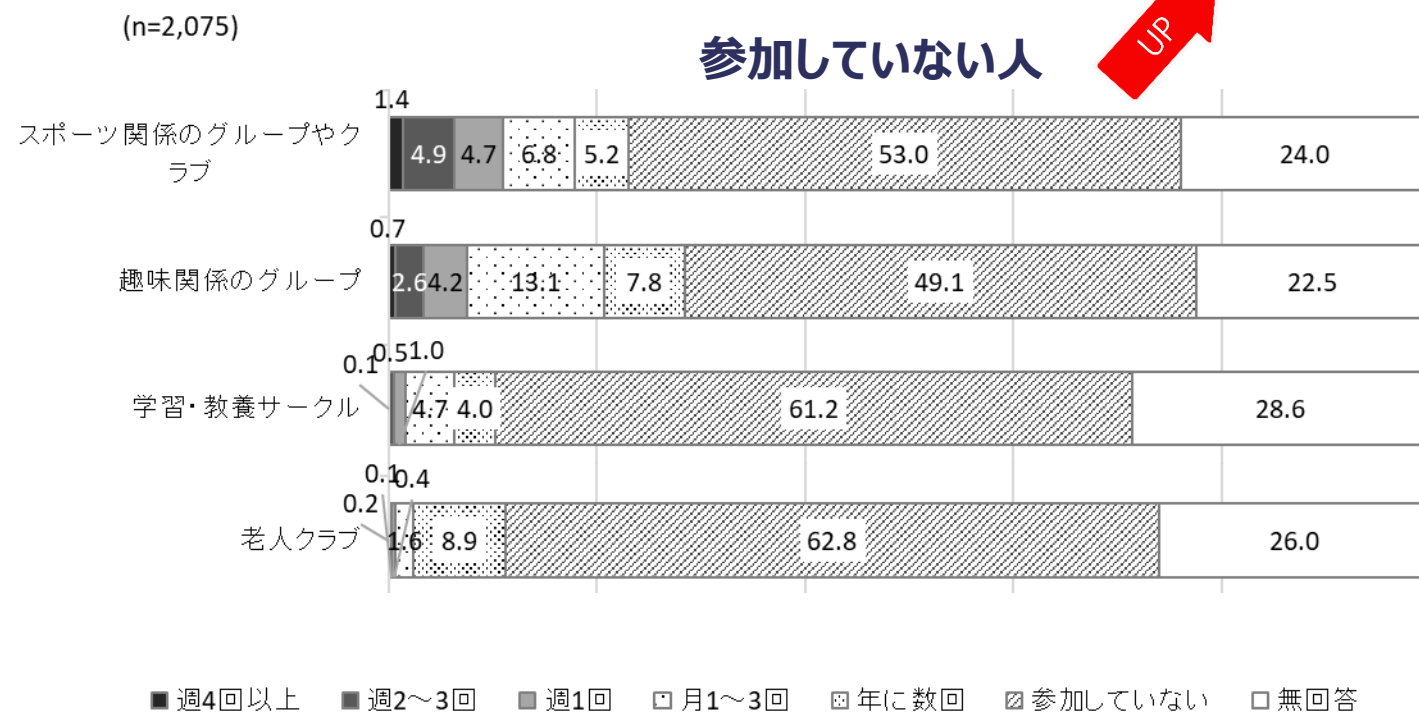 (n=2,075)
参加していない人
UP
1.4
スポーツ関係のグループやク
ラブ
4.9 4.7 6.8 5.2 53.0 24.0
0.7
趣味関係のグループ
2.6 4.2 13.1 7.8 49.1 22.5
0.1 0.5 1.0
学習・教養サークル
4.7 4.0 61.2 28.6
0.1 0.4
0.2
老人クラブ
1.6 8.9 62.8 26.0
週4回以上 週2～3回 週1回 月1～3回 年に数回 参加していない 無回答